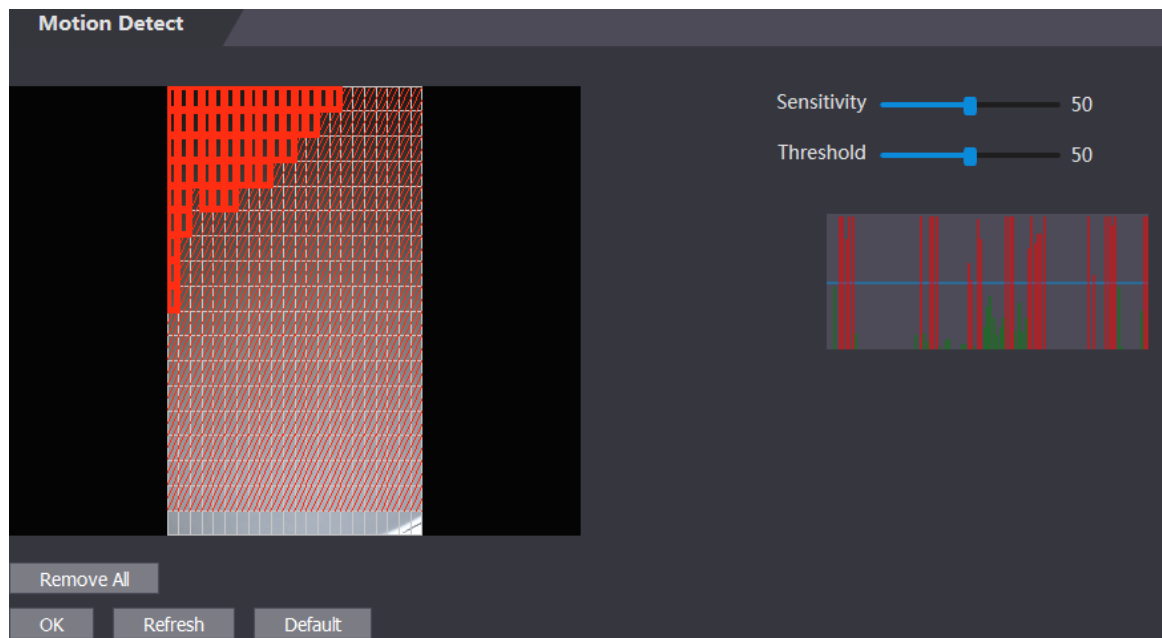 Motion Detect
Sensitivity 50
Threshold 50
Remove All
OK Refresh Default